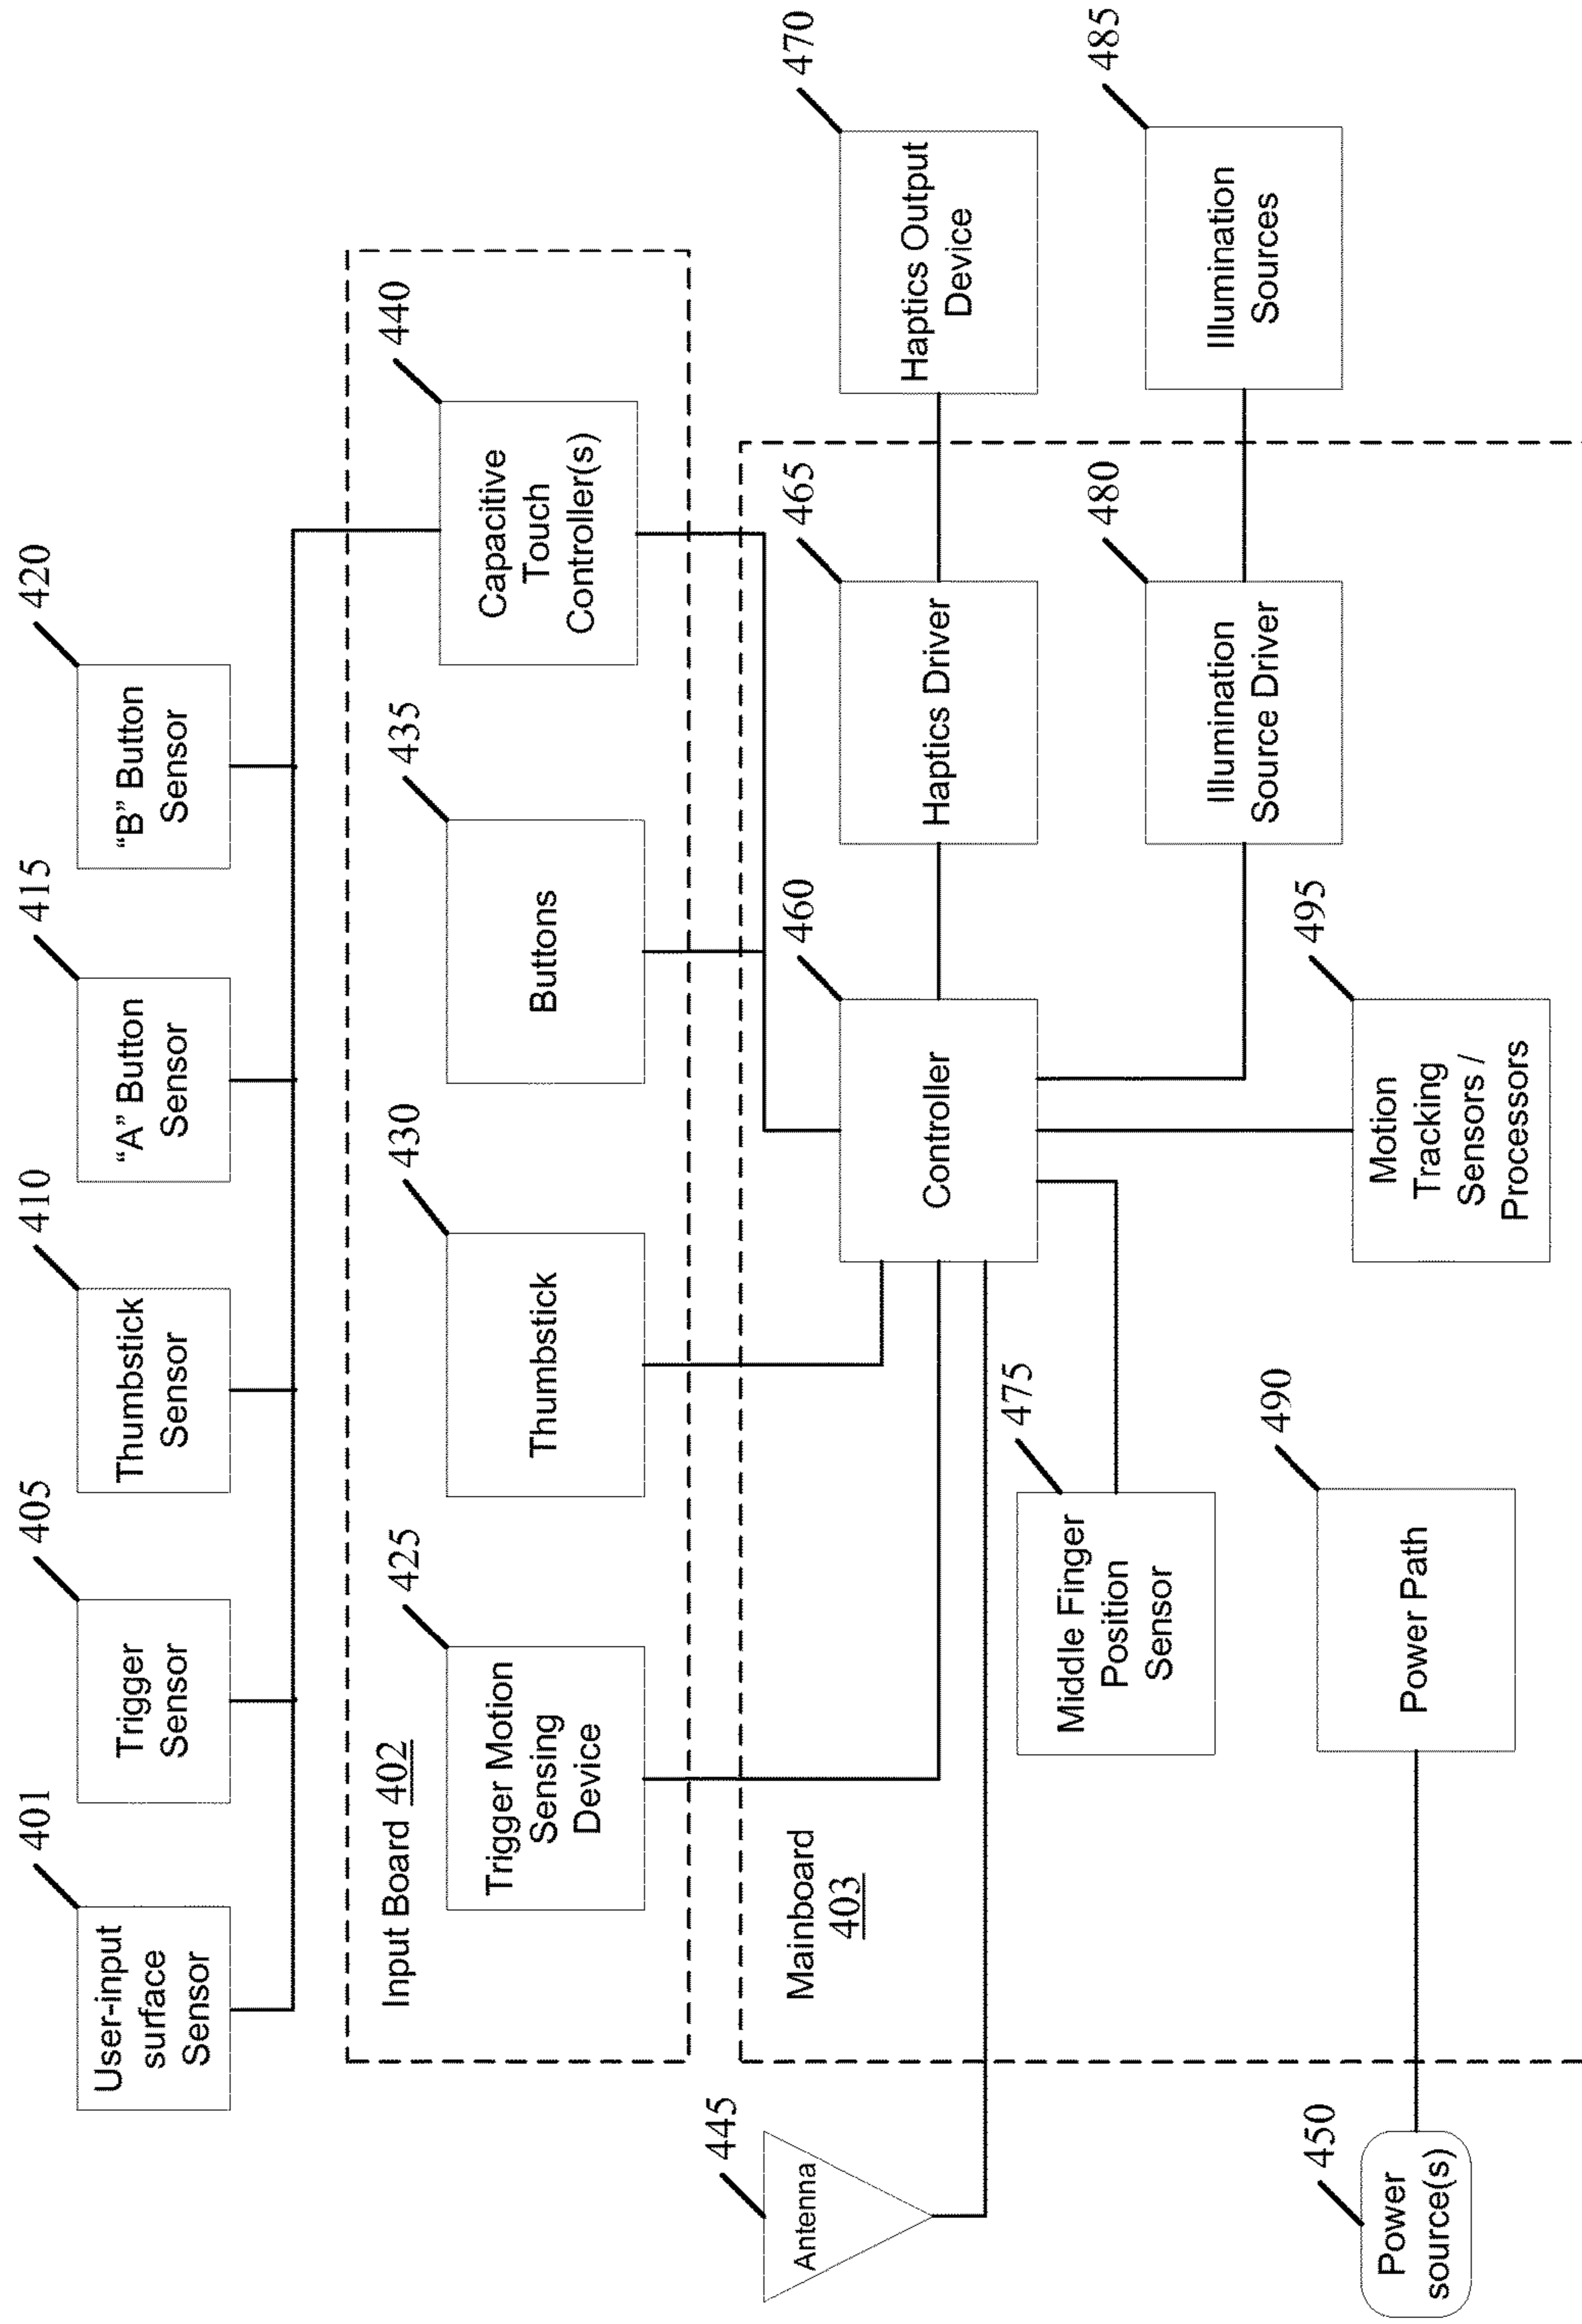 401
User-input
surface
Sensor
405
Trigger
Sensor
410
Thumbstick
Sensor
415
“A” Button
Sensor
420
“B” Button
Sensor
Input Board 402
425
Trigger Motion
Sensing
Device
430
Thumbstick
435
Buttons
440
Capacitive
Touch
Controller(s)
445
Antenna
Mainboard
403
460
Controller
465
Haptics Driver
470
Haptics Output
Device
475
Middle Finger
Position
Sensor
480
Illumination
Source Driver
485
Illumination
Sources
450
Power
source(s)
490
Power Path
495
Motion
Tracking
Sensors /
Processors